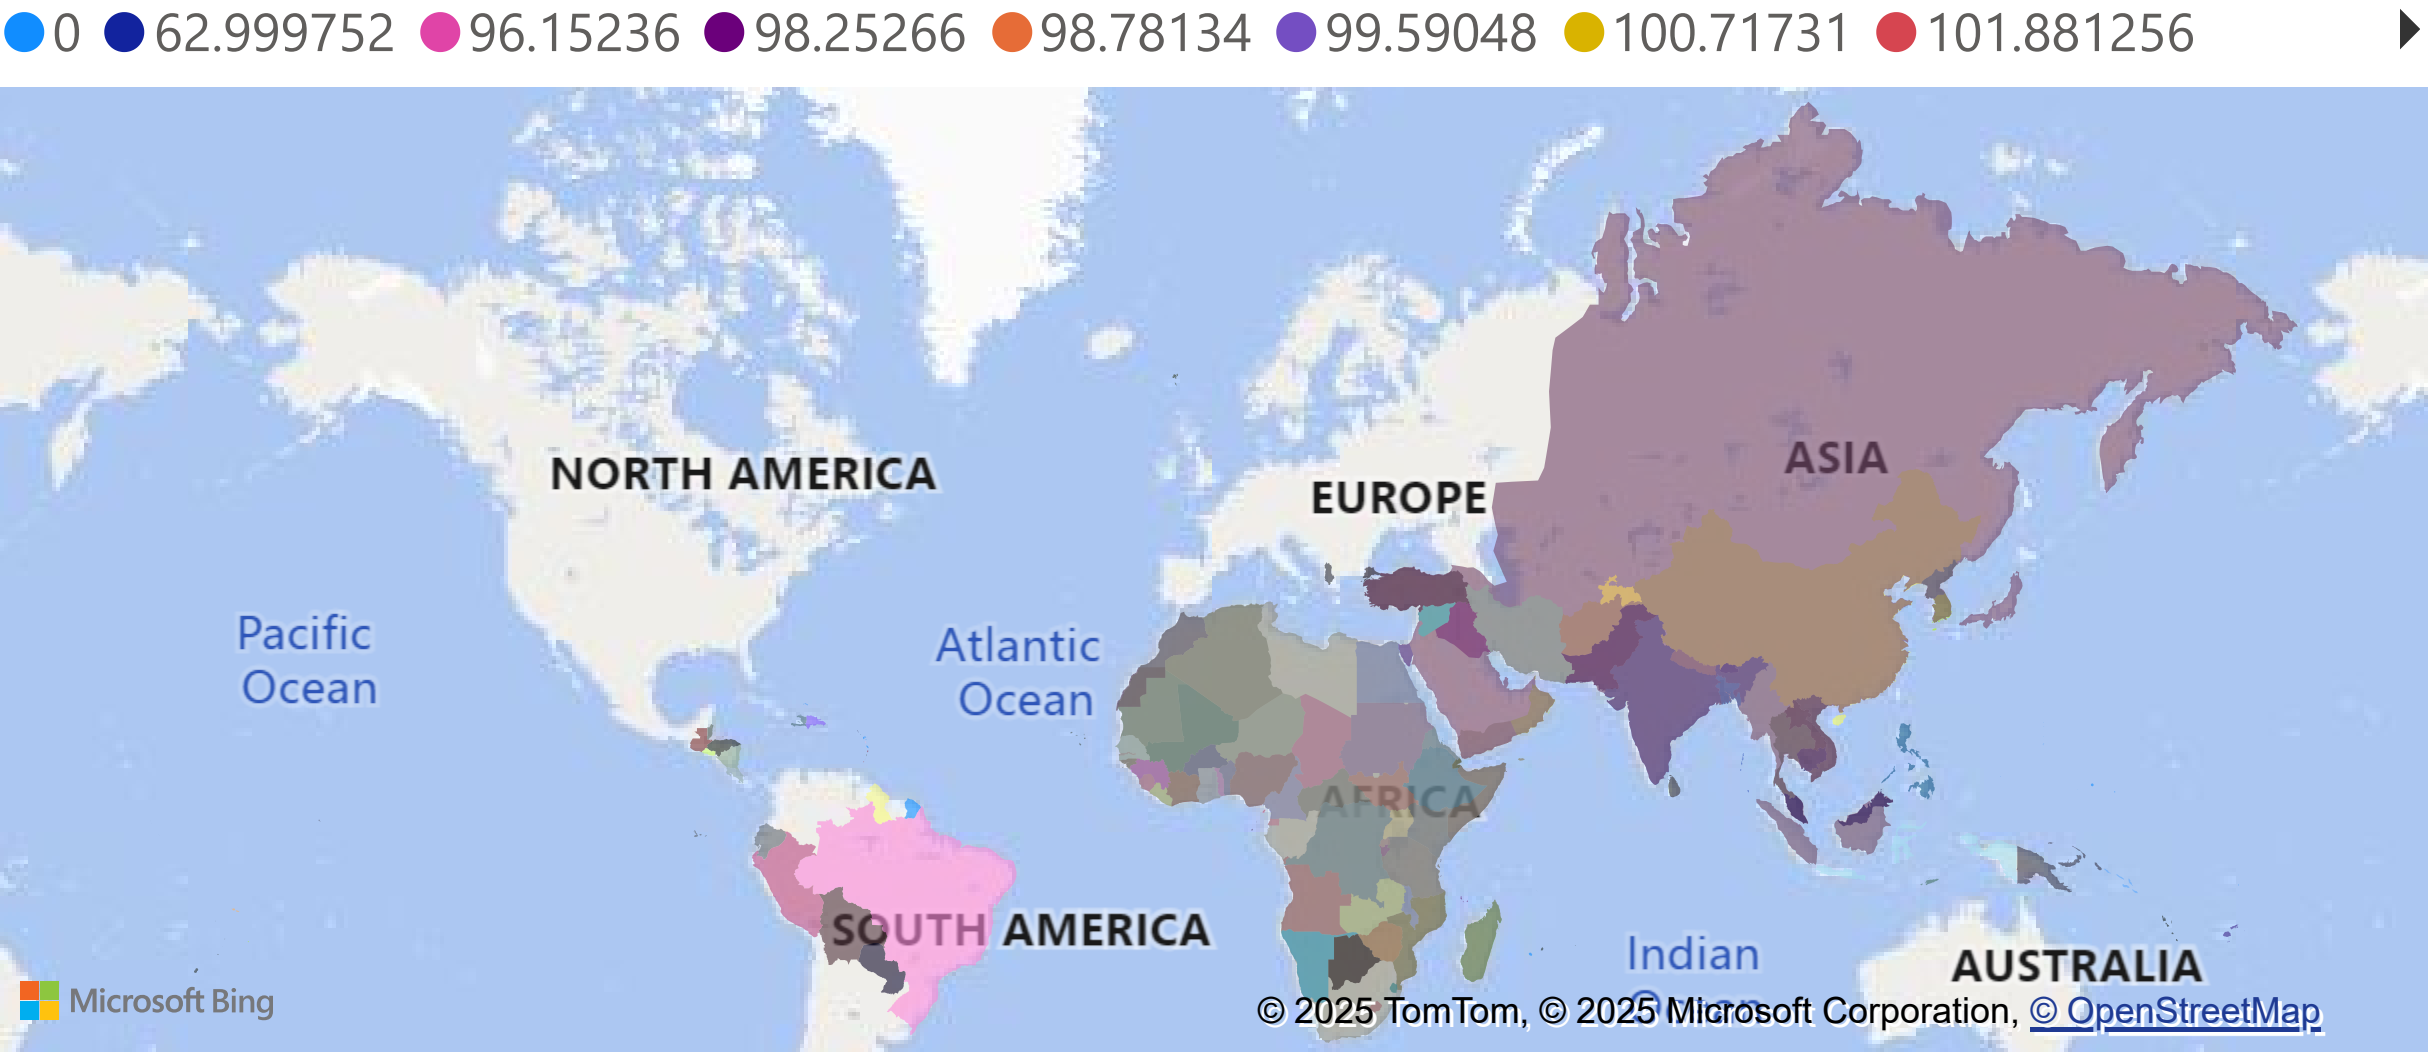 0 62.999752 96.15236 98.25266 98.78134 99.59048 100.71731 101.881256
ASIA
NORTH AMERICA
EUROPE
Pacific
Ocean
Atlantic
Ocean
AFRICA
SOUTH AMERICA
Indian
Ocean
AUSTRALIA
Microsoft Bing
© 2025 TomTom, © 2025 Microsoft Corporation, © OpenStreetMap